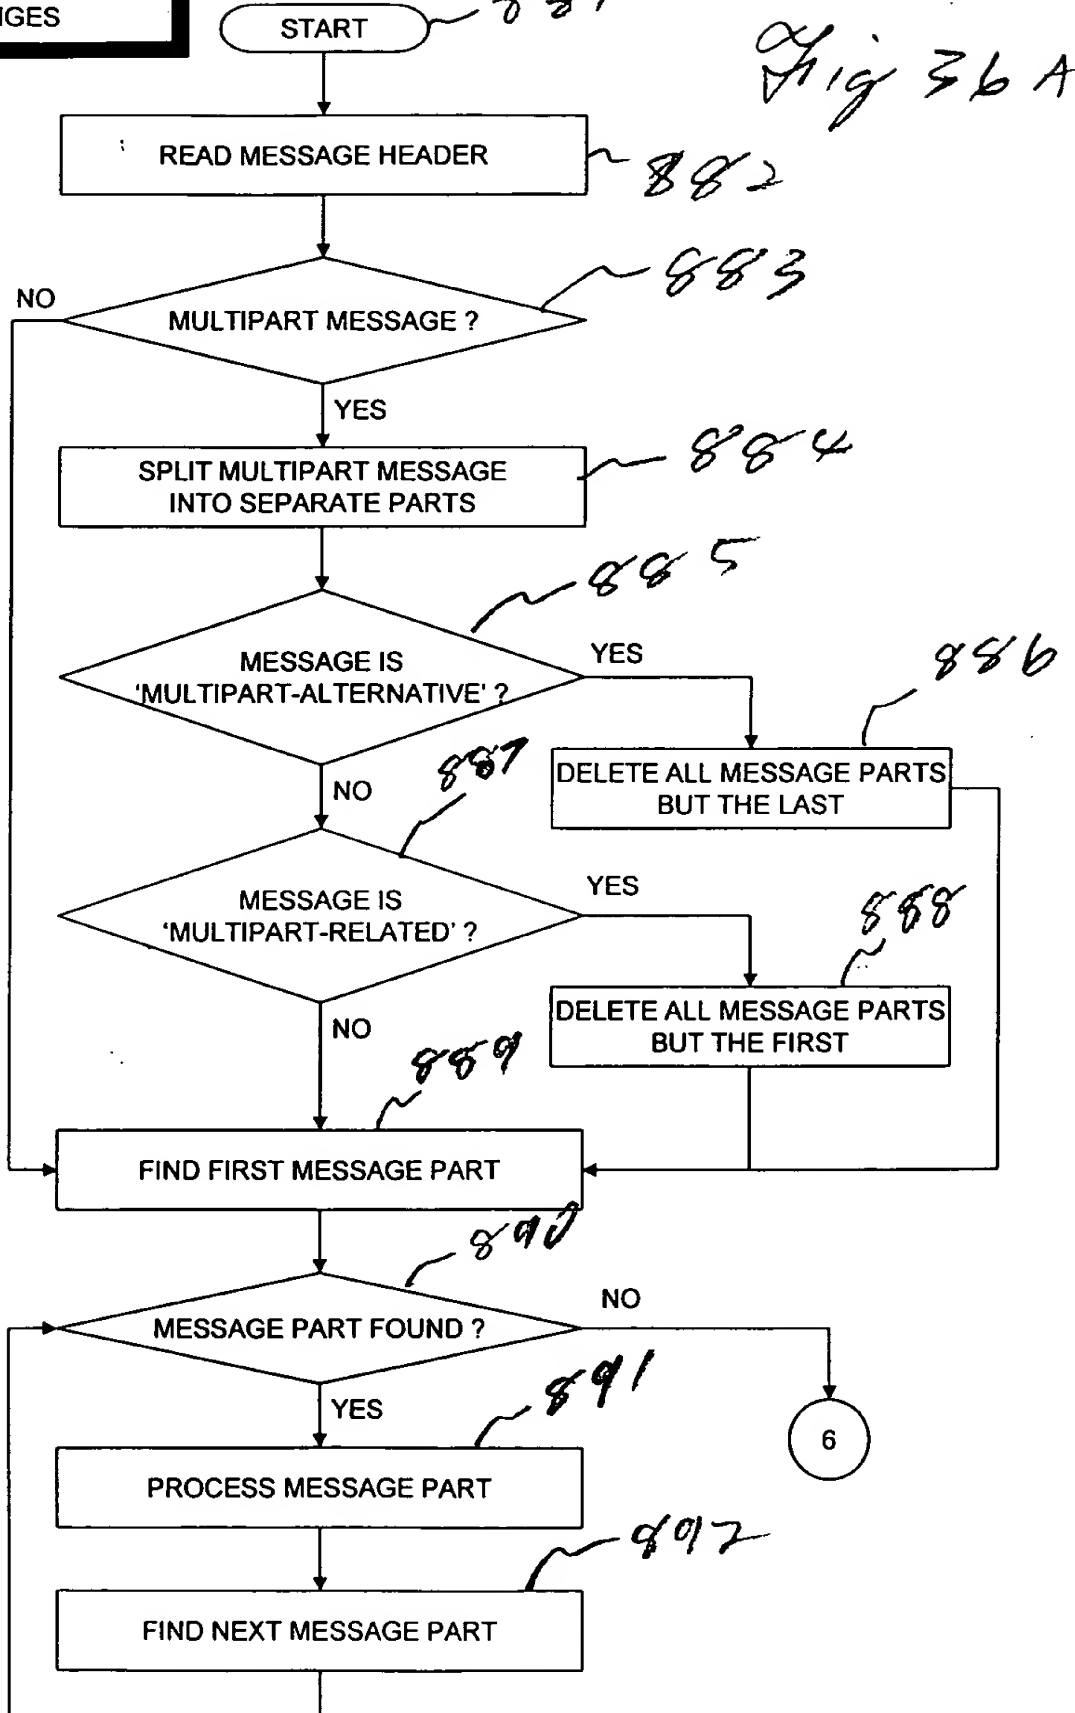 NGES
START
Fig 36 A
READ MESSAGE HEADER
882
883
NO
MULTIPART MESSAGE ?
YES
884
SPLIT MULTIPART MESSAGE
INTO SEPARATE PARTS
885
MESSAGE IS
'MULTIPART-ALTERNATIVE' ?
YES
886
887
NO
DELETE ALL MESSAGE PARTS
BUT THE LAST
MESSAGE IS
'MULTIPART-RELATED' ?
YES
888
NO
DELETE ALL MESSAGE PARTS
BUT THE FIRST
889
FIND FIRST MESSAGE PART
890
MESSAGE PART FOUND ?
NO
YES
891
6
PROCESS MESSAGE PART
892
FIND NEXT MESSAGE PART